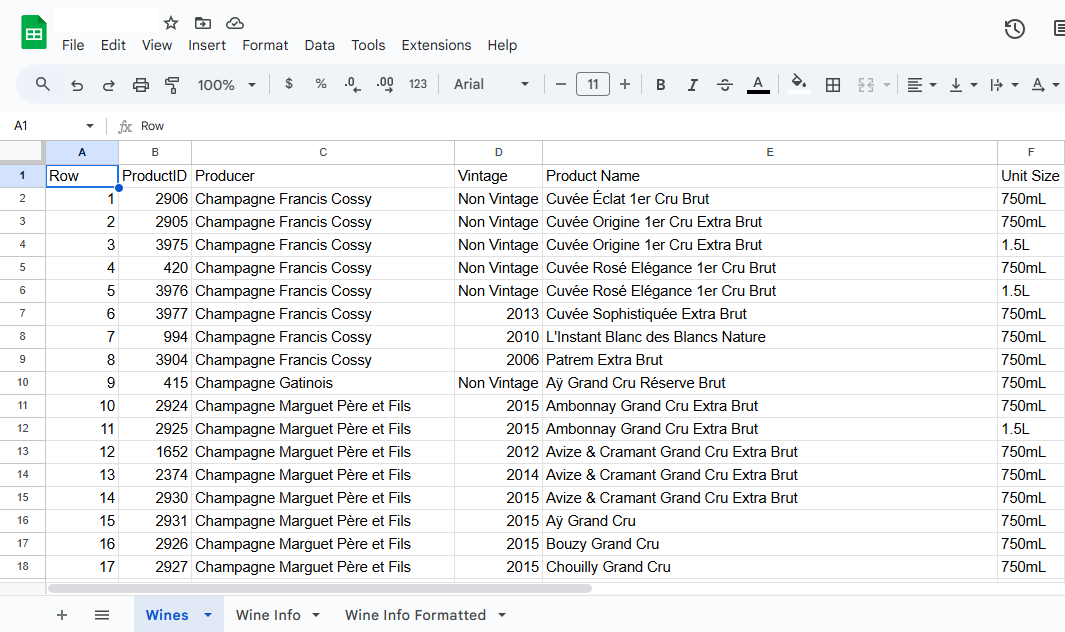 File Edit View Insert Format Data Tools Extensions Help
100% $ % .0 .00 123 Arial 11 B I S A A
A1 fx Row
A B C D E F
1 Row ProductID Producer Vintage Product Name Unit Size
2 1 2906 Champagne Francis Cossy Non Vintage Cuvée Éclat 1er Cru Brut 750mL
3 2 2905 Champagne Francis Cossy Non Vintage Cuvée Origine 1er Cru Extra Brut 750mL
4 3 3975 Champagne Francis Cossy Non Vintage Cuvée Origine 1er Cru Extra Brut 1.5L
5 4 420 Champagne Francis Cossy Non Vintage Cuvée Rosé Elégance 1er Cru Brut 750mL
6 5 3976 Champagne Francis Cossy Non Vintage Cuvée Rosé Elégance 1er Cru Brut 1.5L
7 6 3977 Champagne Francis Cossy 2013 Cuvée Sophistiquée Extra Brut 750mL
8 7 994 Champagne Francis Cossy 2010 L'Instant Blanc des Blancs Nature 750mL
9 8 3904 Champagne Francis Cossy 2006 Patrem Extra Brut 750mL
10 9 415 Champagne Gatinois Non Vintage Aÿ Grand Cru Réserve Brut 750mL
11 10 2924 Champagne Marguet Père et Fils 2015 Ambonnay Grand Cru Extra Brut 750mL
12 11 2925 Champagne Marguet Père et Fils 2015 Ambonnay Grand Cru Extra Brut 1.5L
13 12 1652 Champagne Marguet Père et Fils 2012 Avize & Cramant Grand Cru Extra Brut 750mL
14 13 2374 Champagne Marguet Père et Fils 2014 Avize & Cramant Grand Cru Extra Brut 750mL
15 14 2930 Champagne Marguet Père et Fils 2015 Avize & Cramant Grand Cru Extra Brut 750mL
16 15 2931 Champagne Marguet Père et Fils 2015 Aÿ Grand Cru 750mL
17 16 2926 Champagne Marguet Père et Fils 2015 Bouzy Grand Cru 750mL
18 17 2927 Champagne Marguet Père et Fils 2015 Chouilly Grand Cru 750mL
Wines Wine Info Wine Info Formatted